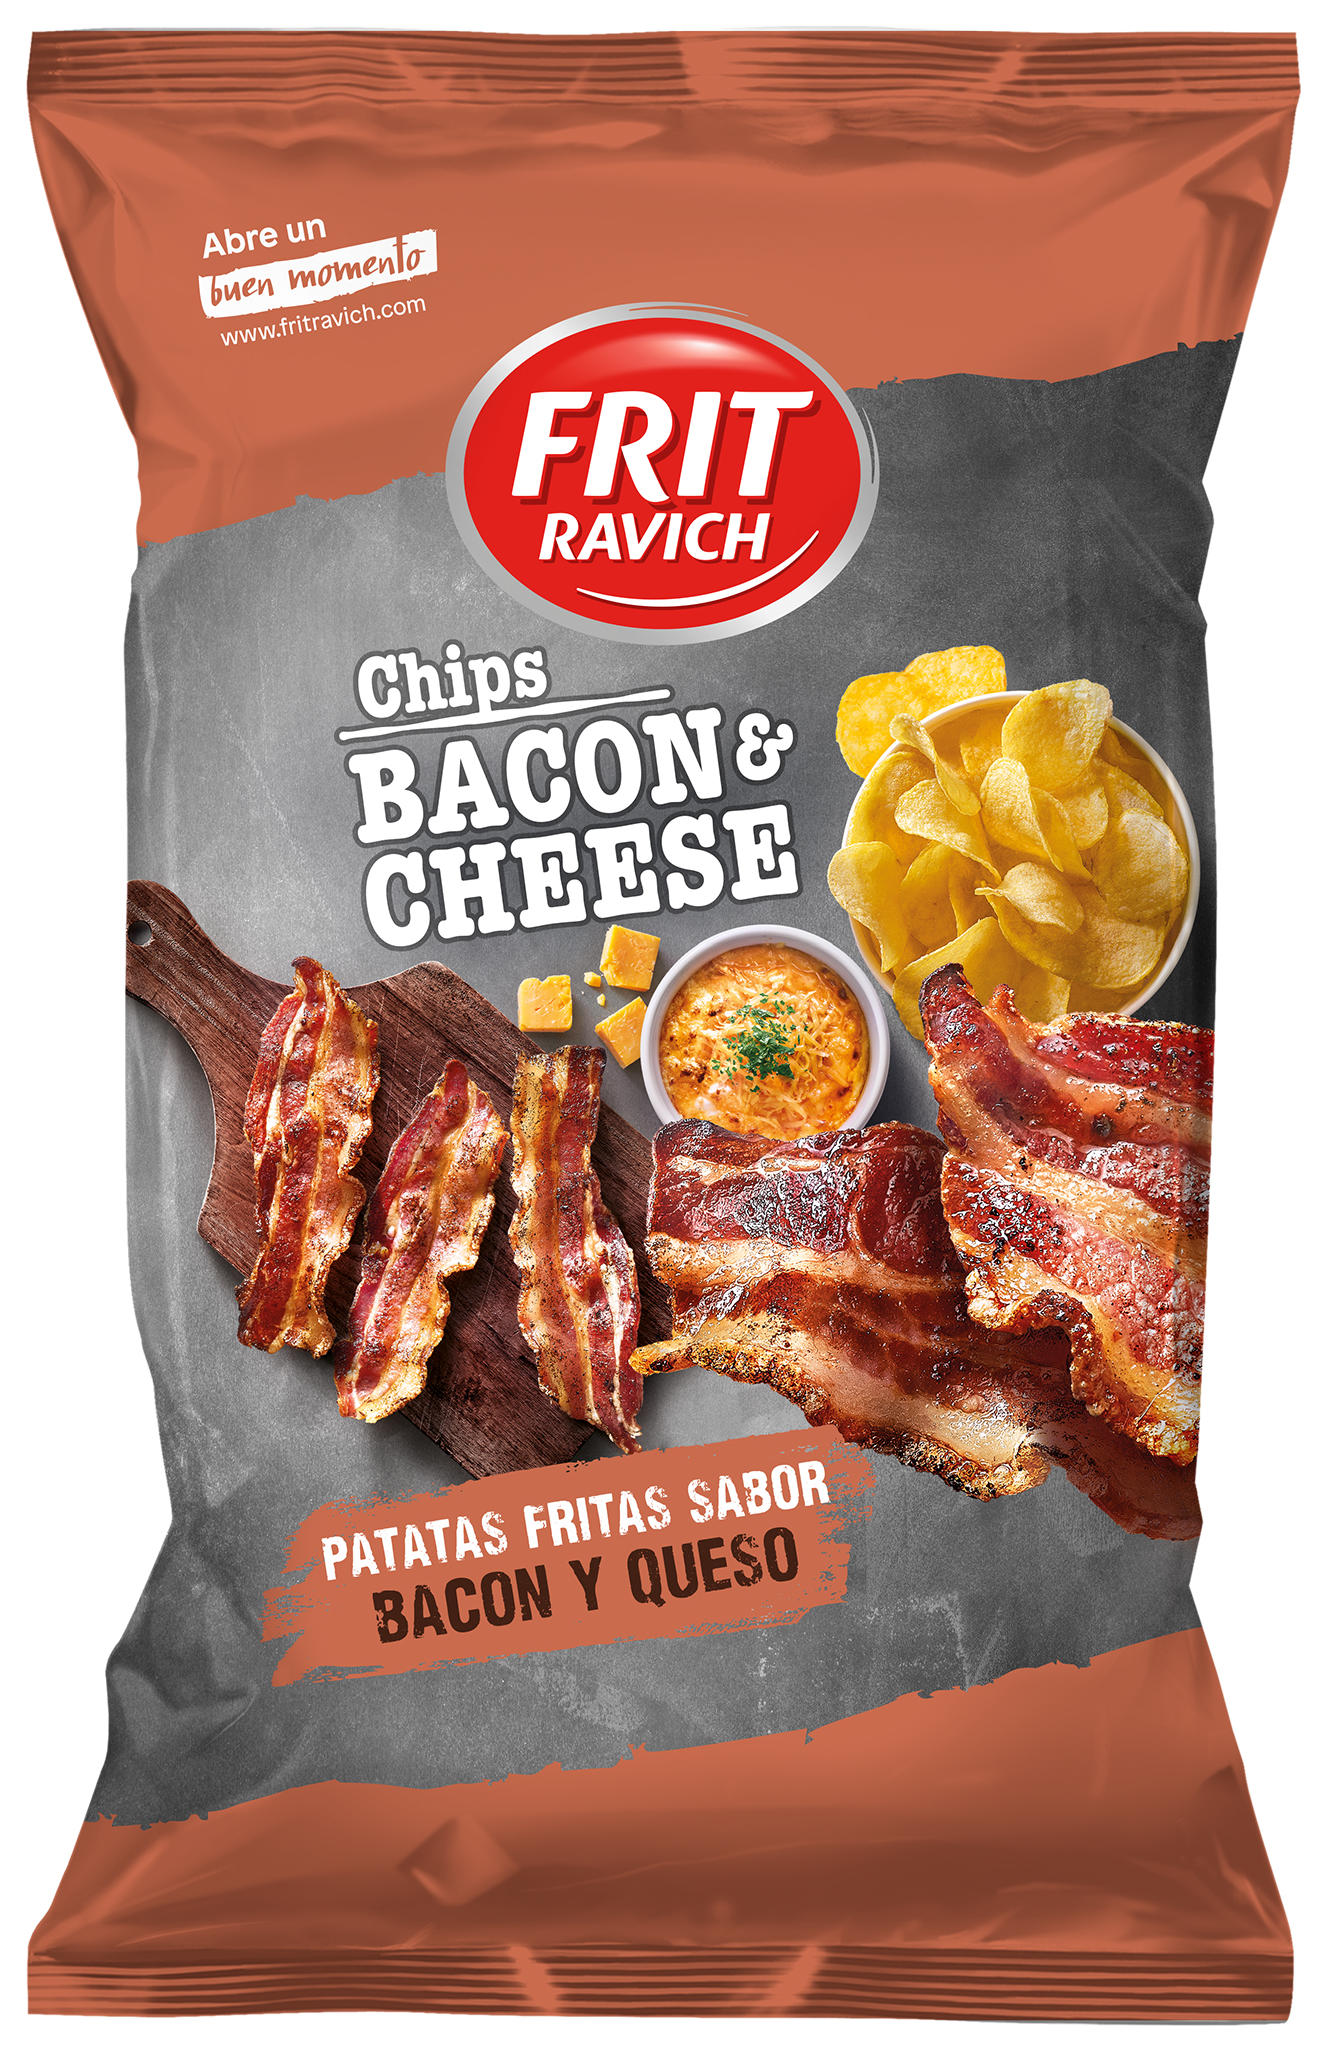 Abre un
buen momento
www.fritravich.com
FRIT
RAVICH
Chips
BACON &
CHEESE
PATATAS FRITAS SABOR
BACON Y QUESO